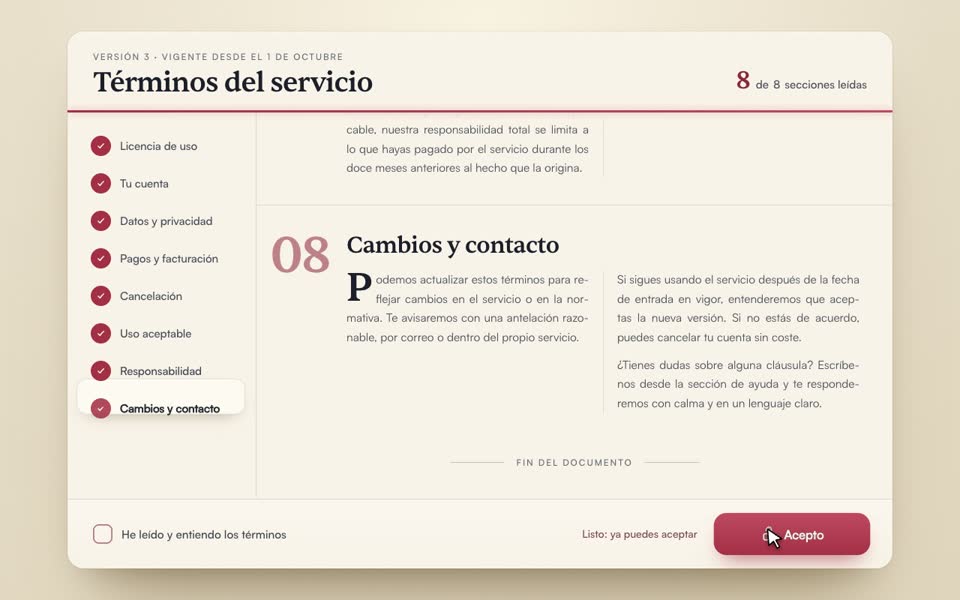 VERSIÓN 3 · VIGENTE DESDE EL 1 DE OCTUBRE
Términos del servicio
8 de 8 secciones leídas
Licencia de uso
Tu cuenta
Datos y privacidad
Pagos y facturación
Cancelación
Uso aceptable
Responsabilidad
Cambios y contacto
cable, nuestra responsabilidad total se limita a
lo que hayas pagado por el servicio durante los
doce meses anteriores al hecho que la origina.
08
Cambios y contacto
Podemos actualizar estos términos para re-
flejar cambios en el servicio o en la nor-
mativa. Te avisaremos con una antelación razo-
nable, por correo o dentro del propio servicio.
Si sigues usando el servicio después de la fecha
de entrada en vigor, entenderemos que acep-
tas la nueva versión. Si no estás de acuerdo,
puedes cancelar tu cuenta sin coste.
¿Tienes dudas sobre alguna cláusula? Escríbe-
nos desde la sección de ayuda y te responde-
remos con calma y en un lenguaje claro.
FIN DEL DOCUMENTO
He leído y entiendo los términos
Listo: ya puedes aceptar
Acepto